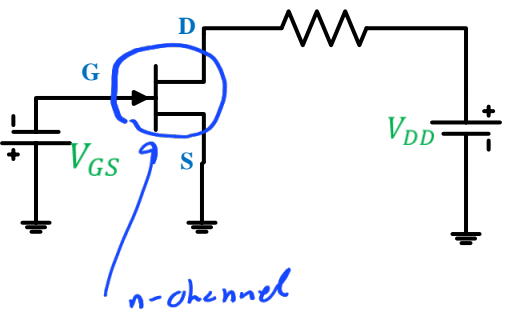 D
G
S
-
+
V_GS
+
-
V_DD
n-channel